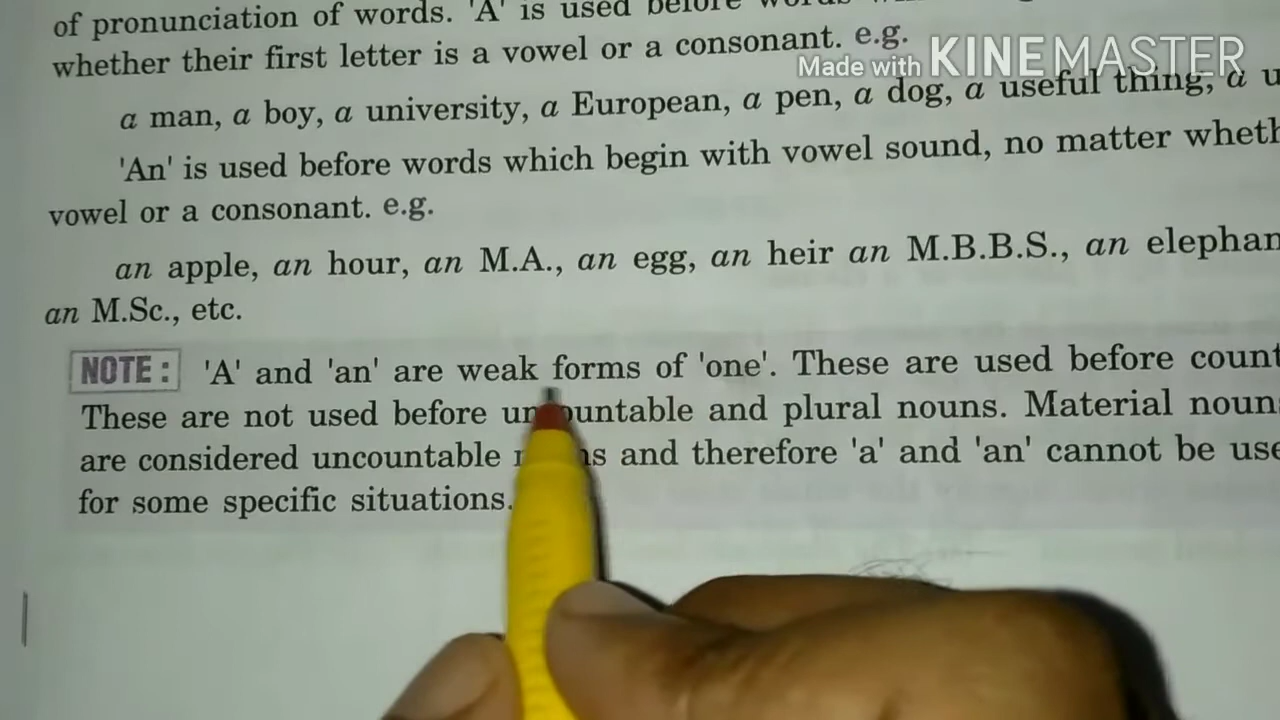 of pronunciation of words. 'A' is used before words
whether their first letter is a vowel or a consonant. e.g.
Made with KINEMASTER
a man, a boy, a university, a European, a pen, a dog, a useful thing, a u
'An' is used before words which begin with vowel sound, no matter wheth
vowel or a consonant. e.g.
an apple, an hour, an M.A., an egg, an heir an M.B.B.S., an elephan
an M.Sc., etc.
NOTE : 'A' and 'an' are weak forms of 'one'. These are used before count
These are not used before uncountable and plural nouns. Material noun
are considered uncountable and therefore 'a' and 'an' cannot be use
for some specific situations.